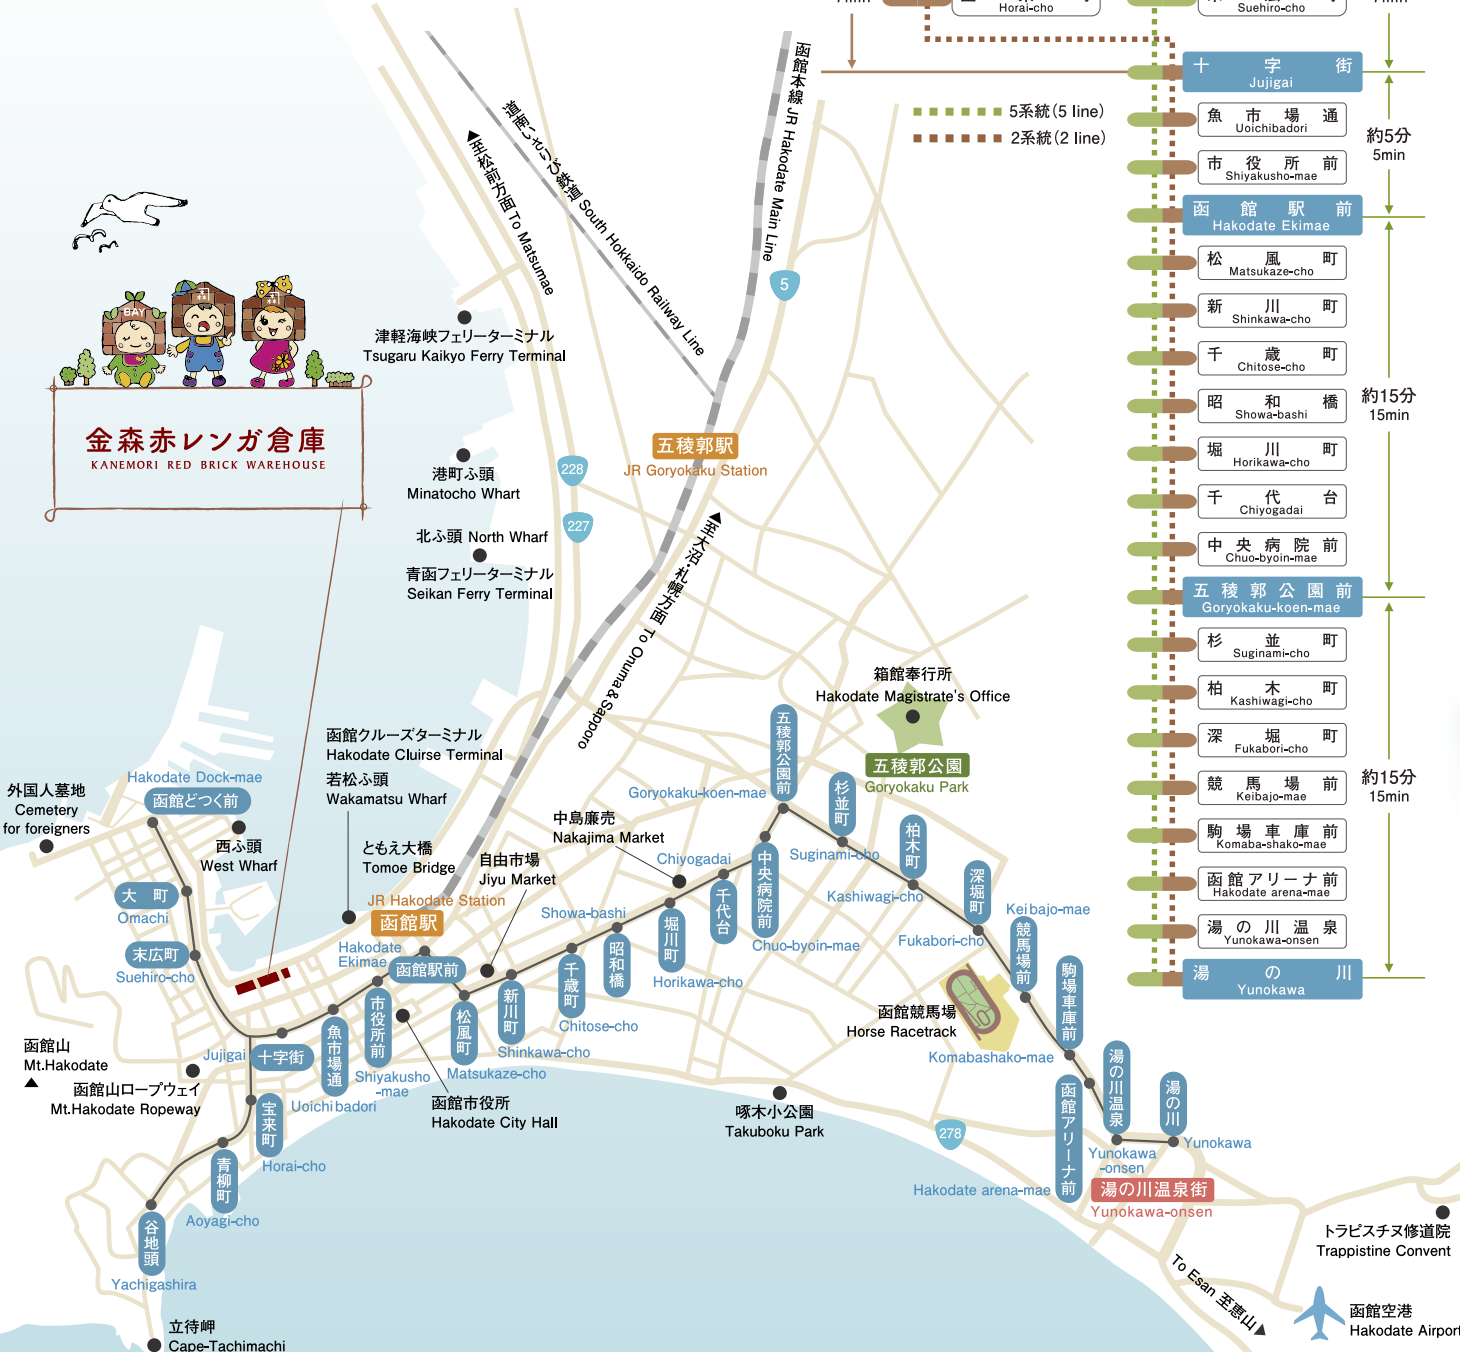 Horai-cho
Suehiro-cho
十字街
Jujigai
魚市場通
Uoichibadori
市役所前
Shiyakusho-mae
函館駅前
Hakodate Ekimae
松風町
Matsukaze-cho
新川町
Shinkawa-cho
千歳町
Chitose-cho
昭和橋
Showa-bashi
堀川町
Horikawa-cho
千代台
Chiyogadai
中央病院前
Chuo-byoin-mae
五稜郭公園前
Goryokaku-koen-mae
杉並町
Suginami-cho
柏木町
Kashiwagi-cho
深堀町
Fukabori-cho
競馬場前
Keibajo-mae
駒場車庫前
Komaba-shako-mae
函館アリーナ前
Hakodate arena-mae
湯の川温泉
Yunokawa-onsen
湯の川
Yunokawa
約5分
5min
約15分
15min
約15分
15min
5系統(5 line)
2系統(2 line)
函館本線 JR Hakodate Main Line
道南いさりび鉄道 South Hokkaido Railway Line
▲至松前方面 To Matsumae
5
BAY
森
森
金森赤レンガ倉庫
KANEMORI RED BRICK WAREHOUSE
津軽海峡フェリーターミナル
Tsugaru Kaikyo Ferry Terminal
港町ふ頭
Minatocho Whart
北ふ頭 North Wharf
青函フェリーターミナル
Seikan Ferry Terminal
228
227
五稜郭駅
JR Goryokaku Station
▲至大沼・札幌方面 To Onuma&Sapporo
箱館奉行所
Hakodate Magistrate's Office
五稜郭公園
Goryokaku Park
函館クルーズターミナル
Hakodate Cluirse Terminal
若松ふ頭
Wakamatsu Wharf
ともえ大橋
Tomoe Bridge
自由市場
Jiyu Market
中島廉売
Nakajima Market
JR Hakodate Station
函館駅
外国人墓地
Cemetery
for foreigners
Hakodate Dock-mae
函館どつく前
西ふ頭
West Wharf
大町
Omachi
末広町
Suehiro-cho
Jujigai
十字街
函館山
Mt.Hakodate
▲
函館山ロープウェイ
Mt.Hakodate Ropeway
宝来町
Horai-cho
青柳町
Aoyagi-cho
谷地頭
Yachigashira
立待岬
Cape-Tachimachi
魚市場通
Uoichibadori
市役所前
Shiyakusho
-mae
Hakodate
Ekimae
函館駅前
函館市役所
Hakodate City Hall
松風町
Matsukaze-cho
新川町
Shinkawa-cho
千歳町
Chitose-cho
昭和橋
Showa-bashi
堀川町
Horikawa-cho
千代台
Chiyogadai
中央病院前
Chuo-byoin-mae
五稜郭公園前
Goryokaku-koen-mae
杉並町
Suginami-cho
柏木町
Kashiwagi-cho
深堀町
Fukabori-cho
競馬場前
Keibajo-mae
駒場車庫前
Komabashako-mae
函館競馬場
Horse Racetrack
函館アリーナ前
Hakodate arena-mae
湯の川温泉
Yunokawa
-onsen
湯の川
Yunokawa
湯の川温泉街
Yunokawa-onsen
啄木小公園
Takuboku Park
278
トラピスチヌ修道院
Trappistine Convent
To Esan 至恵山▲
函館空港
Hakodate Airport